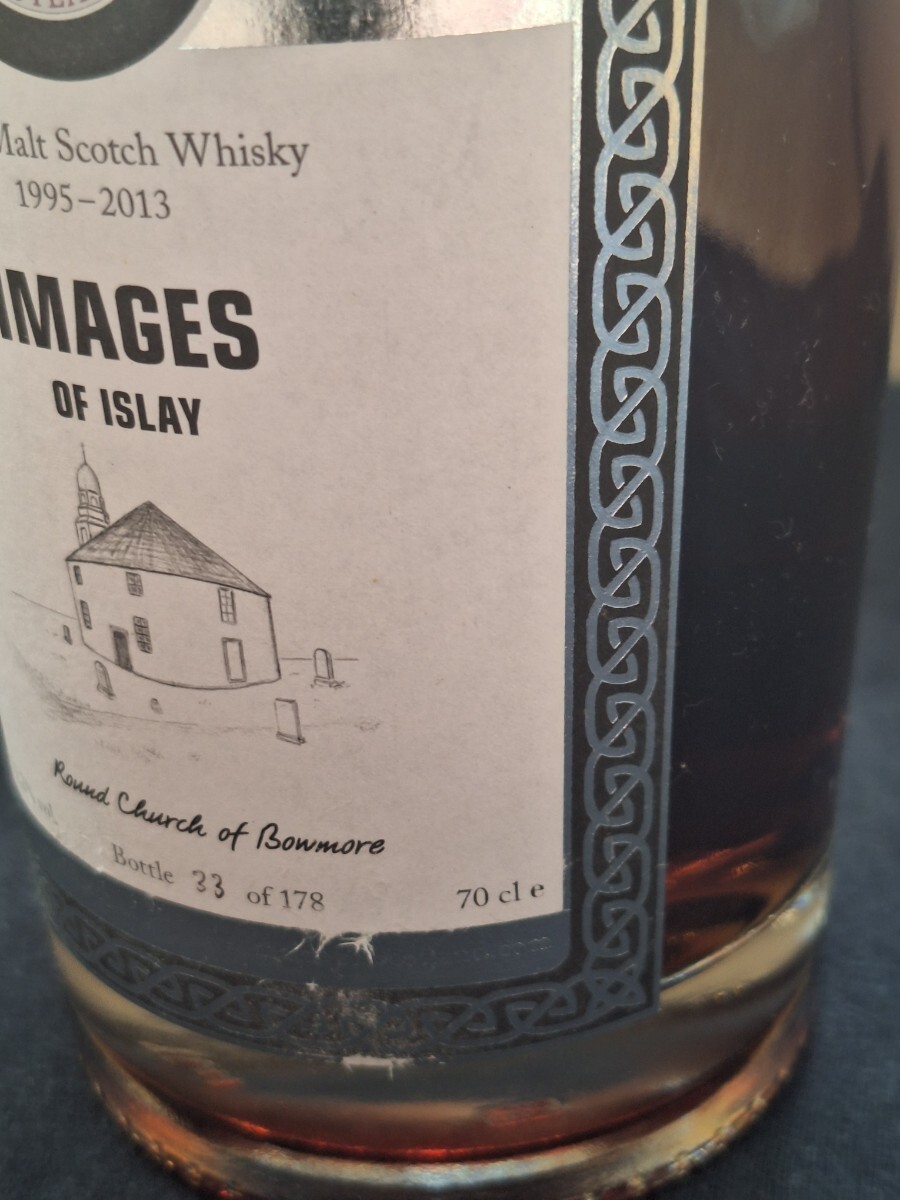 Malt Scotch Whisky
1995–2013
IMAGES
OF ISLAY
Round Church of Bowmore
Bottle 33 of 178
70 cl e